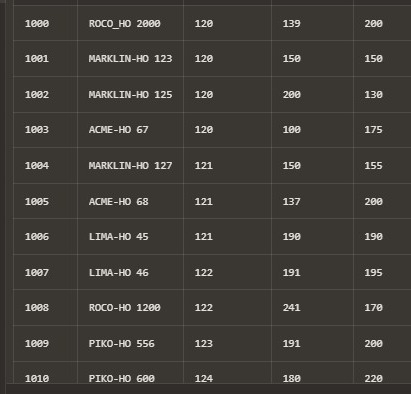 1000 ROCO_HO 2000 120 139 200
1001 MARKLIN-HO 123 120 150 150
1002 MARKLIN-HO 125 120 200 130
1003 ACME-HO 67 120 100 175
1004 MARKLIN-HO 127 121 150 155
1005 ACME-HO 68 121 137 200
1006 LIMA-HO 45 121 190 190
1007 LIMA-HO 46 122 191 195
1008 ROCO-HO 1200 122 241 170
1009 PIKO-HO 556 123 191 200
1010 PIKO-HO 600 124 180 220